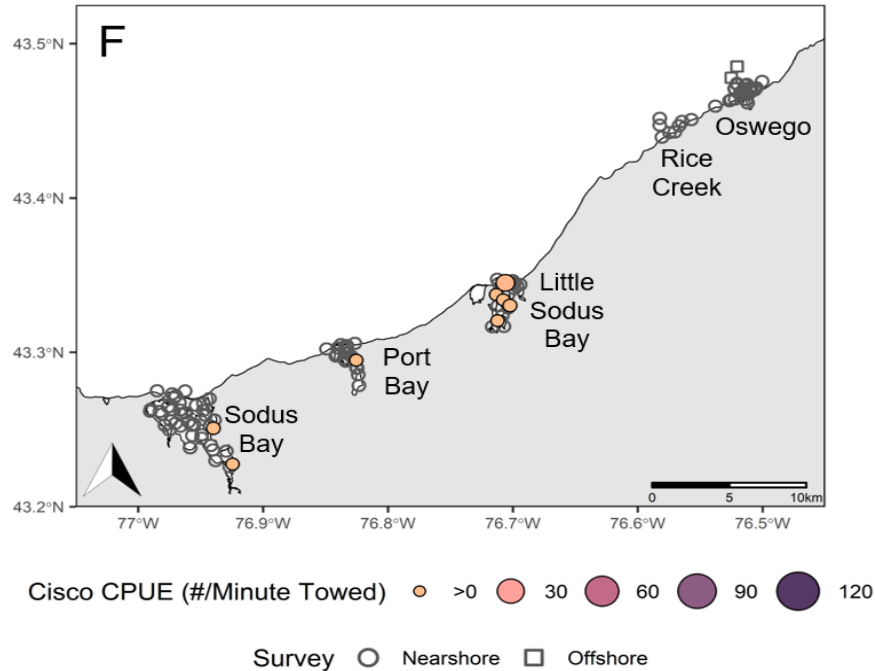 F
43.5°N
Oswego
Rice
Creek
43.4°N
Little
Sodus
Bay
43.3°N
Port
Bay
Sodus
Bay
0 5 10km
43.2°N
77°W 76.9°W 76.8°W 76.7°W 76.6°W 76.5°W
Cisco CPUE (#/Minute Towed) >0 30 60 90 120
Survey Nearshore Offshore